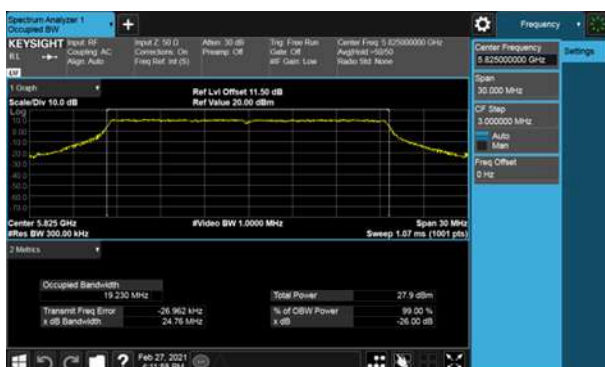 Spectrum Analyzer 1
Occupied BW
+
Frequency
KEYSIGHT Input: RF
R L
Coupling: AC
Align: Auto
Input Z: 50 Ω
Corrections: On
Freq Ref: Int (S)
Atten: 30 dB
Preamp: Off
Trig: Free Run
Gate: Off
#IF Gain: Low
Center Freq: 5.825000000 GHz
Avg|Hold: >50/50
Radio Std: None
Center Frequency
5.825000000 GHz
Settings
Span
30.000 MHz
CF Step
3.000000 MHz
Auto
Man
Freq Offset
0 Hz
1 Graph
Scale/Div 10.0 dB
Ref Lvl Offset 11.50 dB
Ref Value 20.00 dBm
Log
10.0
0.00
Center 5.825 GHz
#Res BW 300.00 kHz
#Video BW 1.0000 MHz
Span 30 MHz
Sweep 1.07 ms (1001 pts)
2 Metrics
Occupied Bandwidth
19.230 MHz
Transmit Freq Error -26.962 kHz
x dB Bandwidth 24.76 MHz
Total Power 27.9 dBm
% of OBW Power 99.00 %
x dB -26.00 dB
? Feb 27, 2021